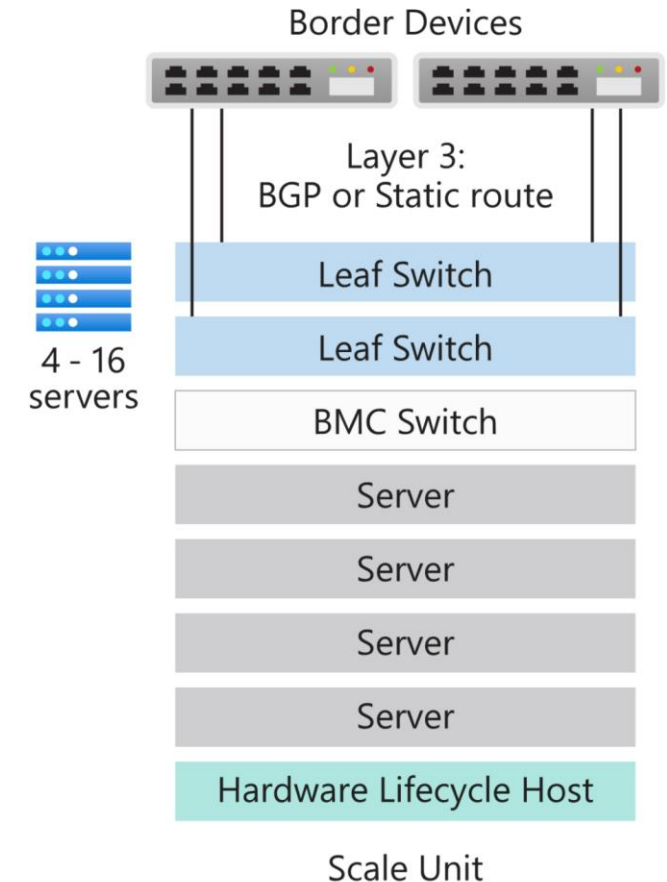 Border Devices
Layer 3:
BGP or Static route
4 - 16
servers
Leaf Switch
Leaf Switch
BMC Switch
Server
Server
Server
Server
Hardware Lifecycle Host
Scale Unit